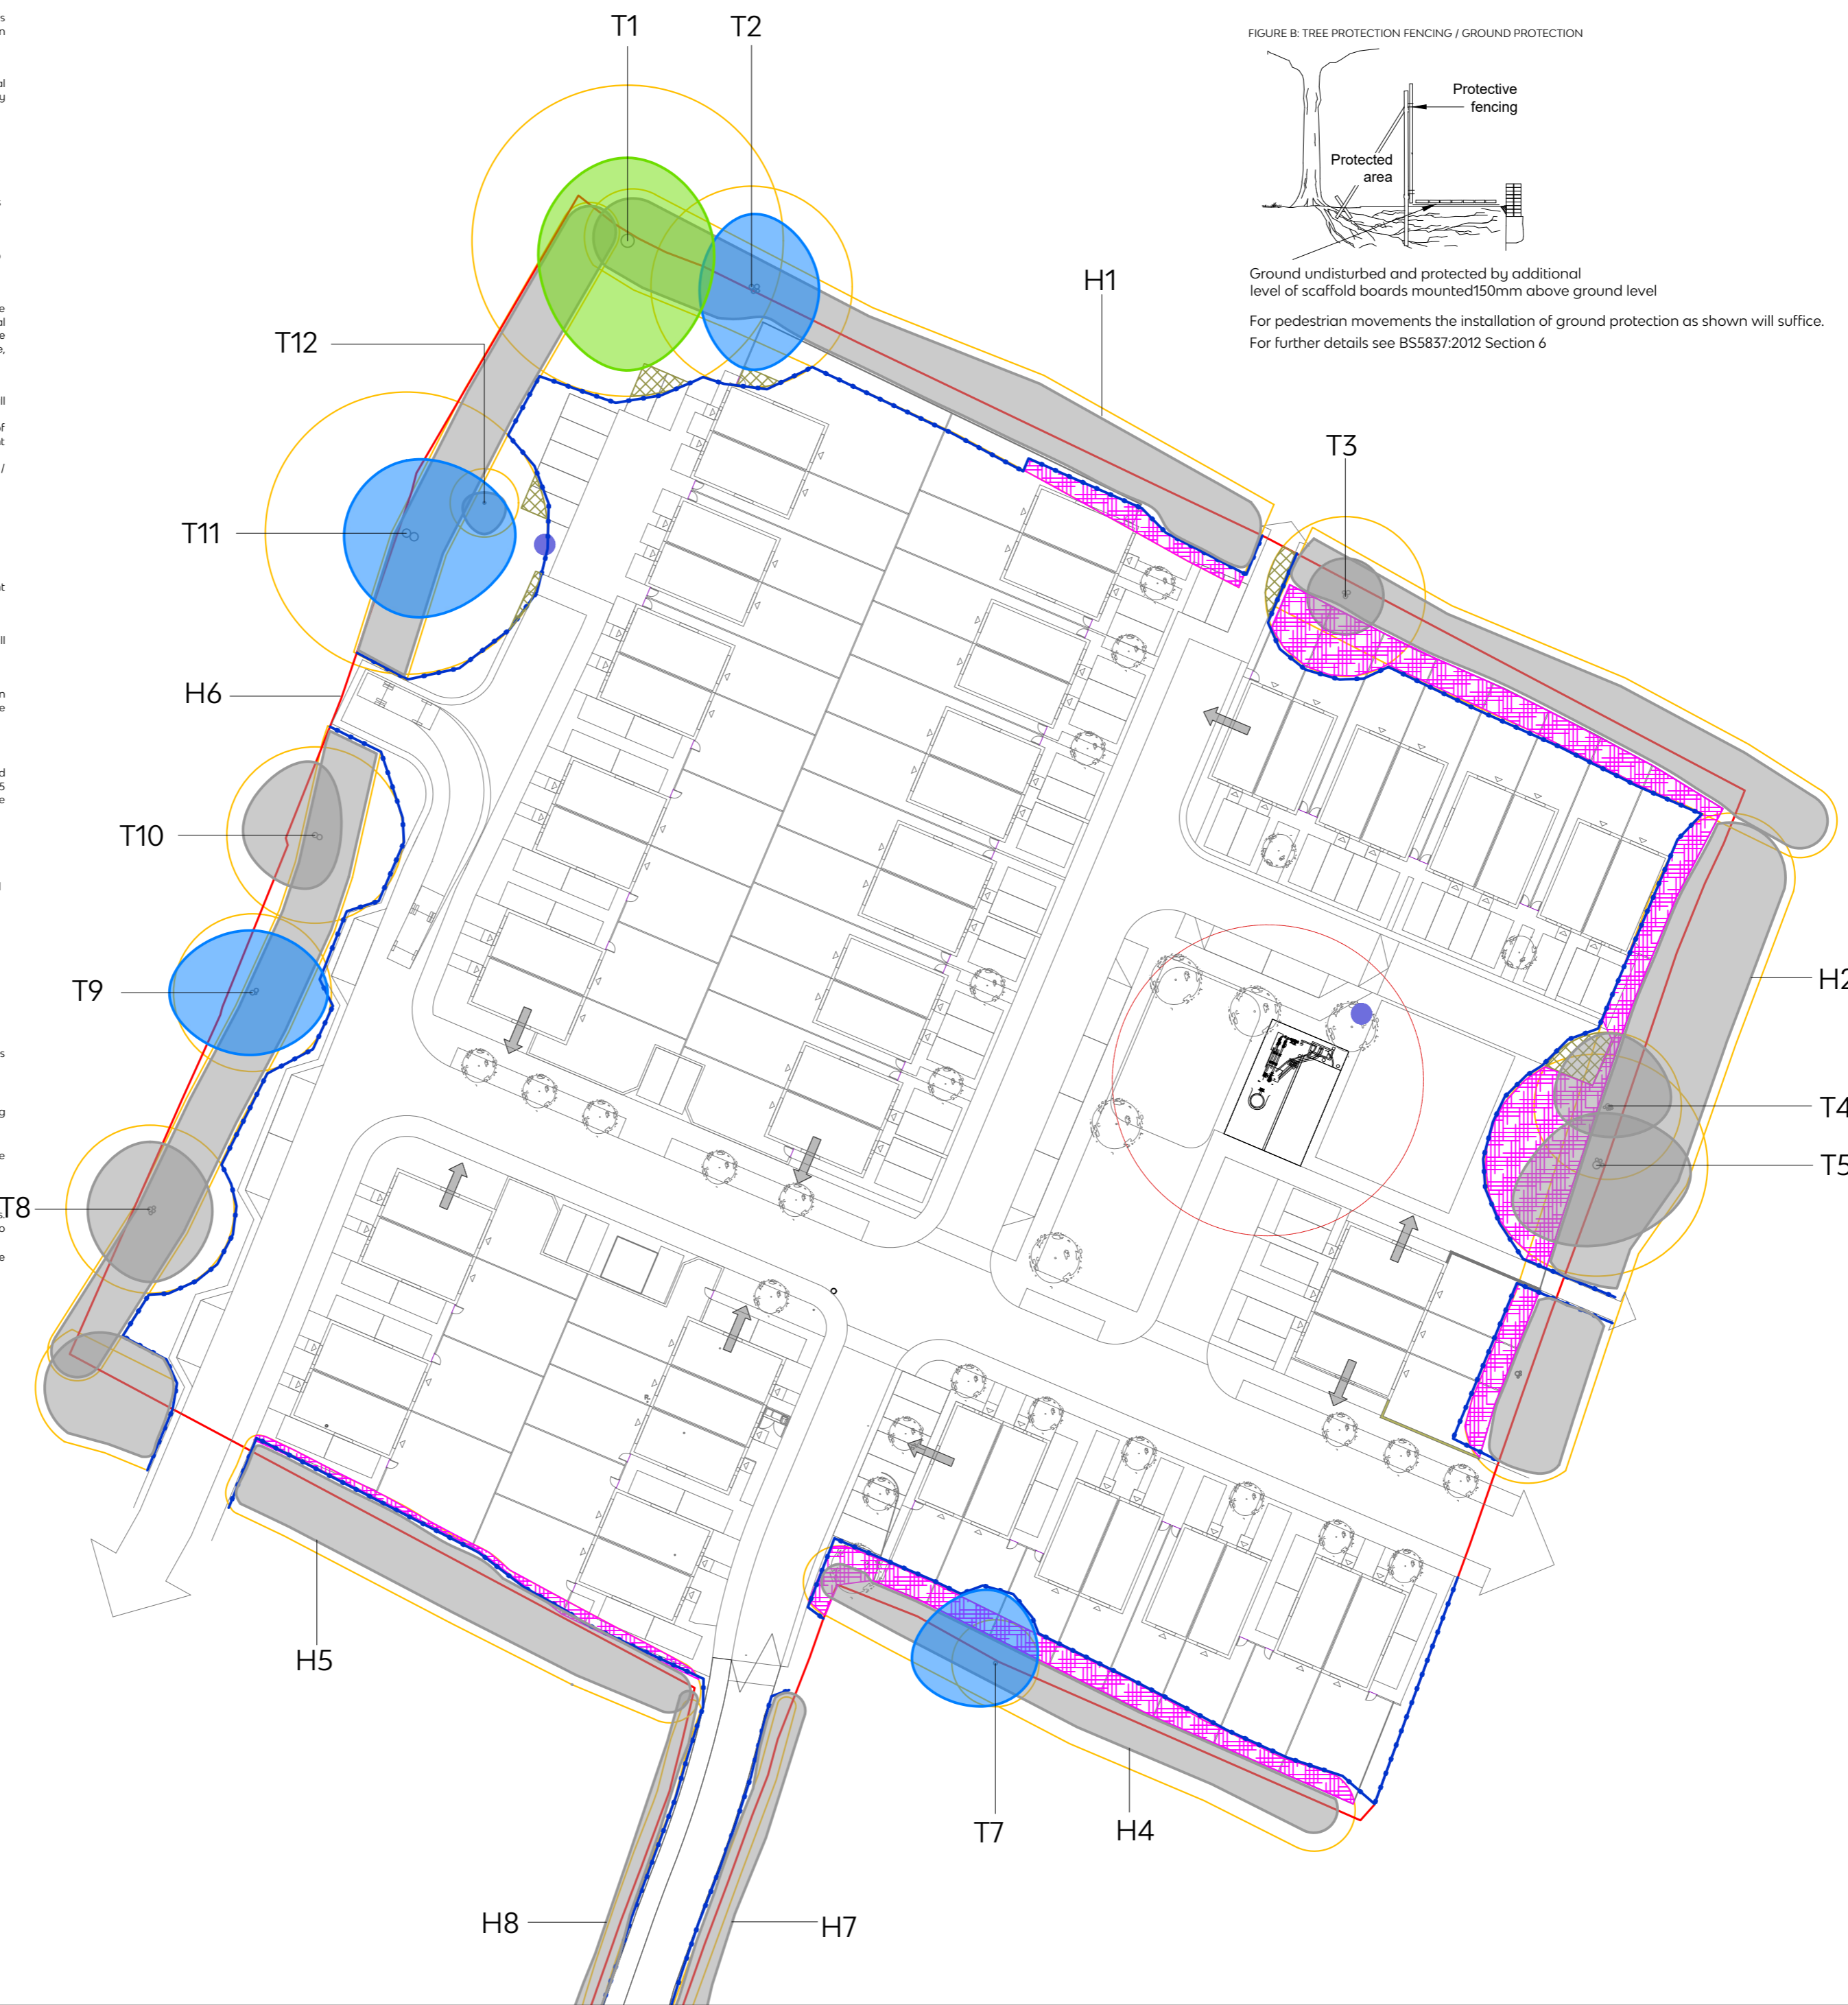 T1
T2
FIGURE B: TREE PROTECTION FENCING / GROUND PROTECTION
Protective
fencing
Protected
area
Ground undisturbed and protected by additional
level of scaffold boards mounted150mm above ground level
For pedestrian movements the installation of ground protection as shown will suffice.
For further details see BS5837:2012 Section 6
H1
T12
T3
T11
H6
T10
T9
H2
T4
T5
T8
H5
T7
H4
H8
H7